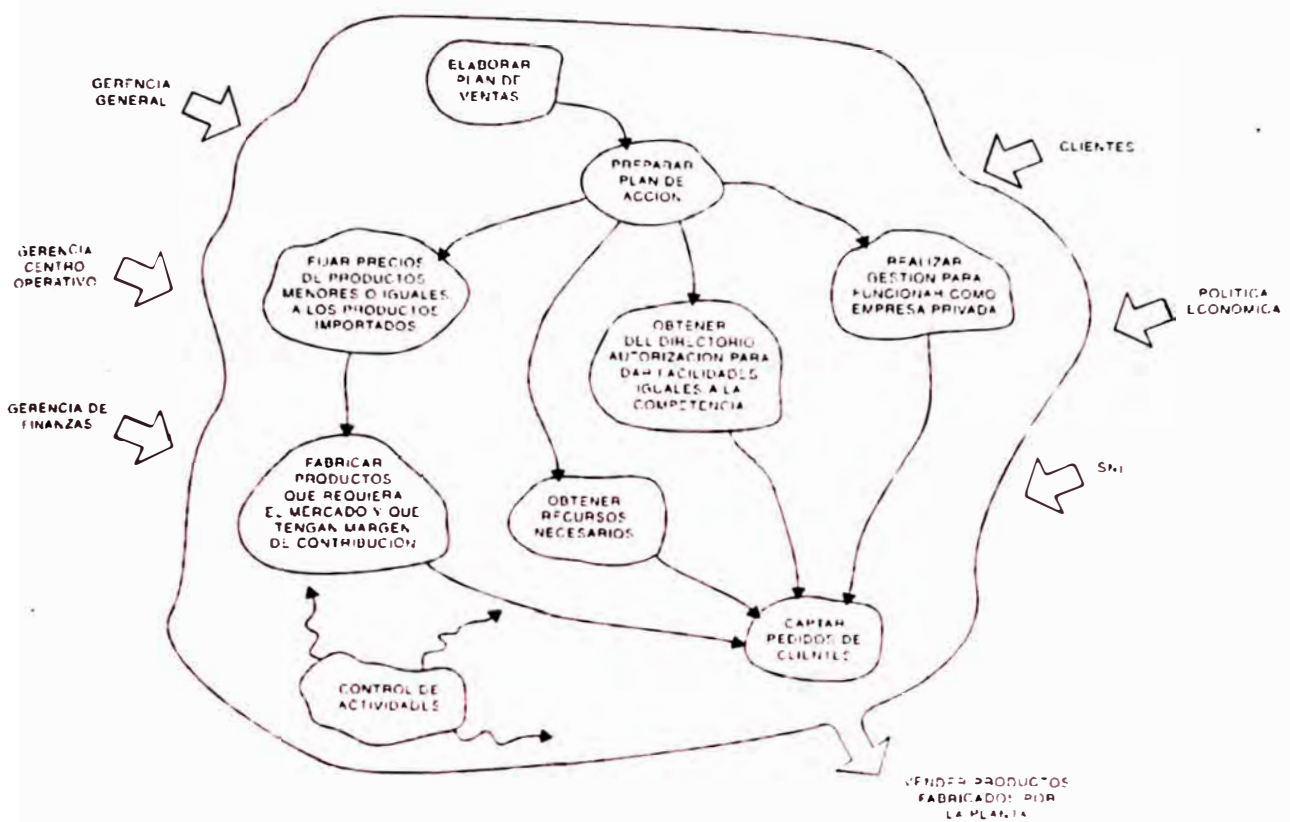 ELABORAR
PLAN DE
VENTAS
GERENCIA
GENERAL
CLIENTES
PREPARAR
PLAN DE
ACCION
GERENCIA
CENTRO
OPERATIVO
FIJAR PRECIOS
DE PRODUCTOS
MENORES O IGUALES
A LOS PRODUCTOS
IMPORTADOS
REALIZAR
GESTION PARA
FUNCIONAR COMO
EMPRESA PRIVADA
POLITICA
ECONOMICA
OBTENER
DEL DIRECTORIO
AUTORIZACION PARA
DAR FACILIDADES
IGUALES A LA
COMPETENCIA
GERENCIA DE
FINANZAS
FABRICAR
PRODUCTOS
QUE REQUIERA
EL MERCADO Y QUE
TENGAN MARGEN
DE CONTRIBUCION
OBTENER
RECURSOS
NECESARIOS
CAPTAR
PEDIDOS DE
CLIENTES
CONTROL DE
ACTIVIDADES
VENDER PRODUCTOS
FABRICADOS POR
LA PLANTA